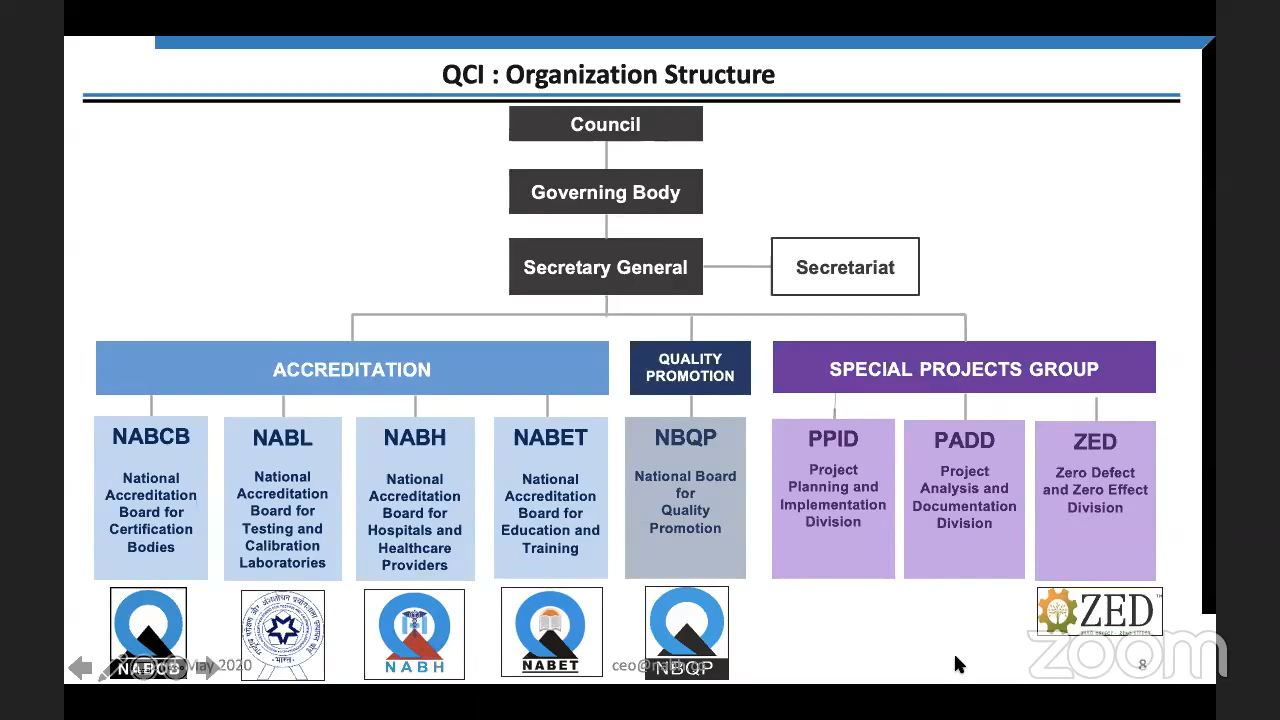 QCI : Organization Structure
Council
Governing Body
Secretary General
Secretariat
ACCREDITATION
QUALITY
PROMOTION
SPECIAL PROJECTS GROUP
NABCB
National
Accreditation
Board for
Certification
Bodies
NABL
National
Accreditation
Board for
Testing and
Calibration
Laboratories
NABH
National
Accreditation
Board for
Hospitals and
Healthcare
Providers
NABET
National
Accreditation
Board for
Education and
Training
NBQP
National Board
for
Quality
Promotion
PPID
Project
Planning and
Implementation
Division
PADD
Project
Analysis and
Documentation
Division
ZED
Zero Defect
and Zero Effect
Division
NABCB
NABH
NABET
NBQP
ZED
May 2020
8
zoom